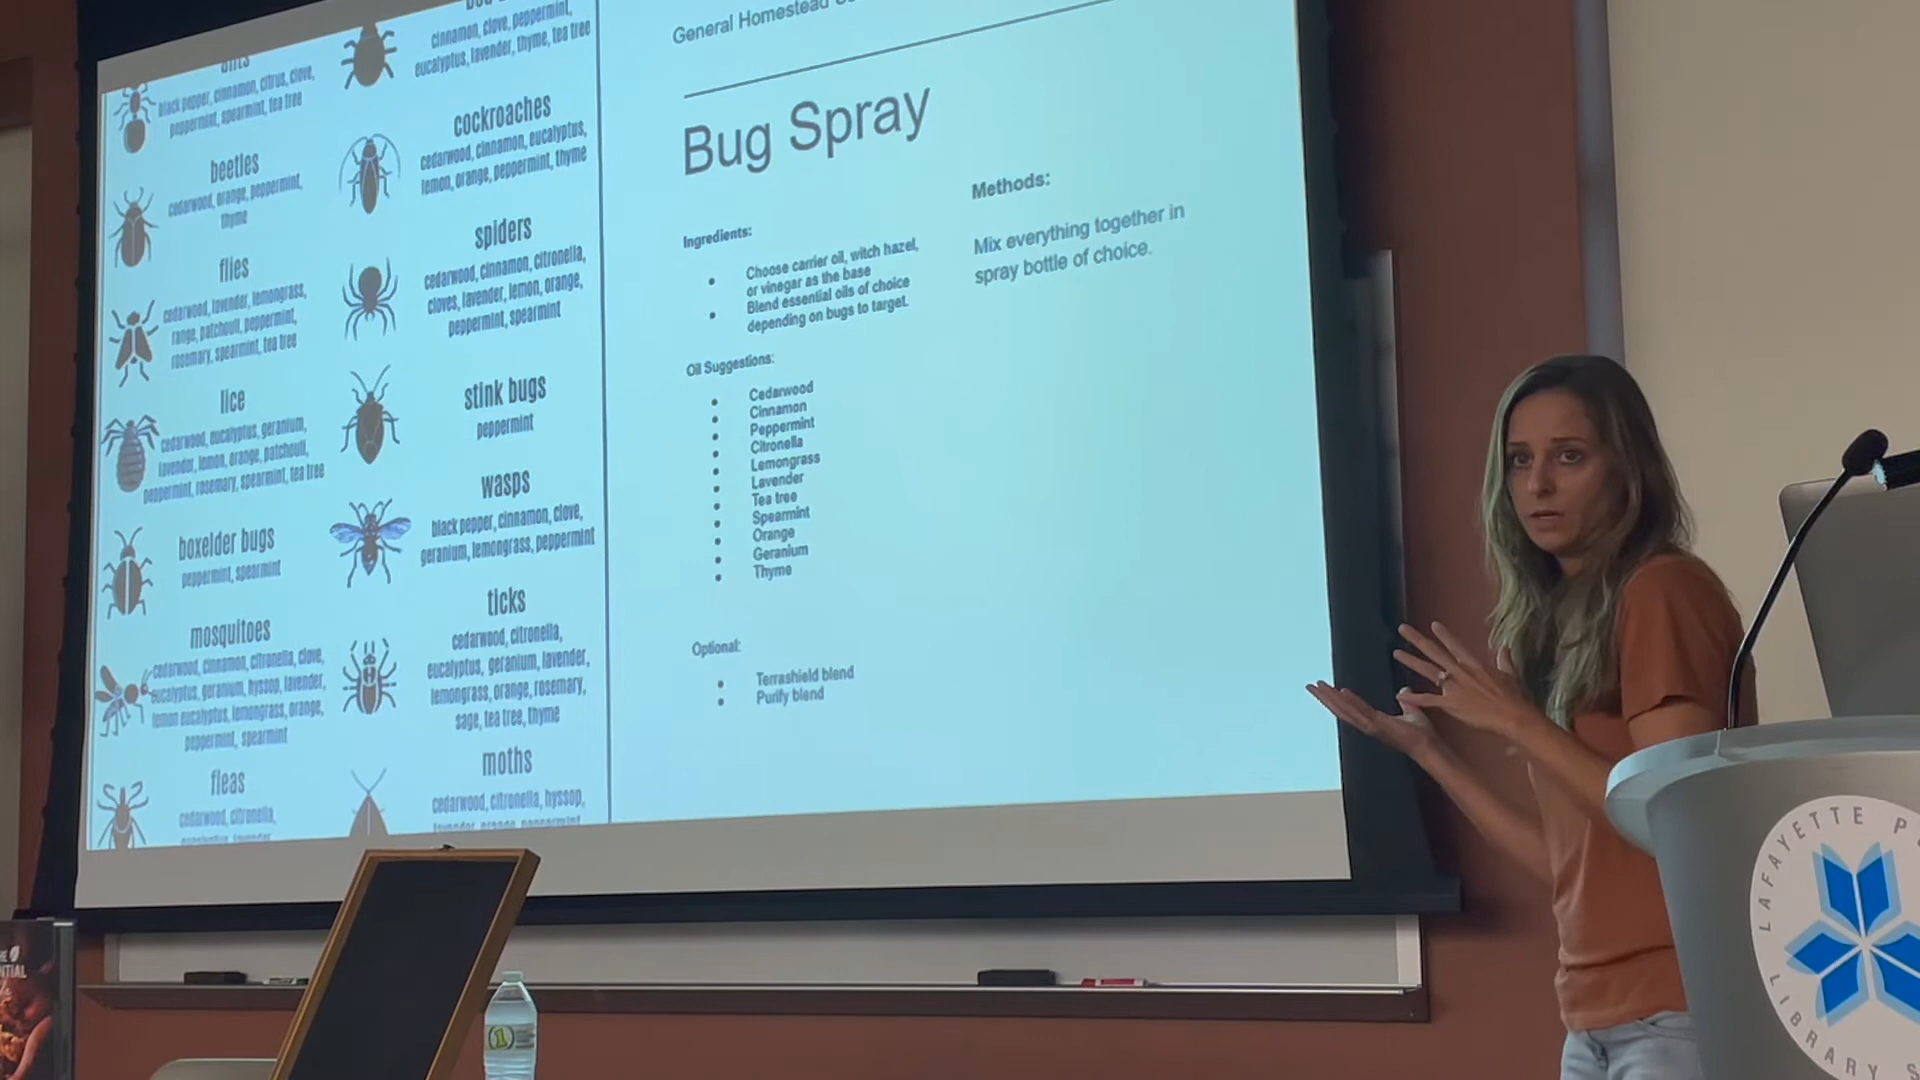 ants
black pepper, cinnamon, citrus, clove,
peppermint, spearmint, tea tree
beetles
cedarwood, orange, peppermint,
thyme
flies
cedarwood, lavender, lemongrass,
range, patchouli, peppermint,
rosemary, spearmint, tea tree
lice
cedarwood, eucalyptus, geranium,
lavendor, lemon, orange, patchouli,
peppermint, rosemary, spearmint, tea tree
boxelder bugs
peppermint, spearmint
mosquitoes
cedarwood, cinnamon, citronella, clove,
eucalyptus, geranium, hyssop, lavender,
lemon eucalyptus, lemongrass, orange,
peppermint, spearmint
fleas
cedarwood, citronella,
cinnamon, clove, peppermint,
eucalyptus, lavender, thyme, tea tree
cockroaches
cedarwood, cinnamon, eucalyptus,
lemon, orange, peppermint, thyme
spiders
cedarwood, cinnamon, citronella,
cloves, lavender, lemon, orange,
peppermint, spearmint
stink bugs
peppermint
wasps
black pepper, cinnamon, clove,
geranium, lemongrass, peppermint
ticks
cedarwood, citronella,
eucalyptus, geranium, lavender,
lemongrass, orange, rosemary,
sage, tea tree, thyme
moths
cedarwood, citronella, hyssop,
lavender, orange, peppermint
General Homestead
Bug Spray
Ingredients:
• Choose carrier oil, witch hazel,
or vinegar as the base
• Blend essential oils of choice
depending on bugs to target.
Oil Suggestions:
• Cedarwood
• Cinnamon
• Peppermint
• Citronella
• Lemongrass
• Lavender
• Tea tree
• Spearmint
• Orange
• Geranium
• Thyme
Optional:
• Terrashield blend
• Purify blend
Methods:
Mix everything together in
spray bottle of choice.
LAFAYETTE P
LIBRARY S
1